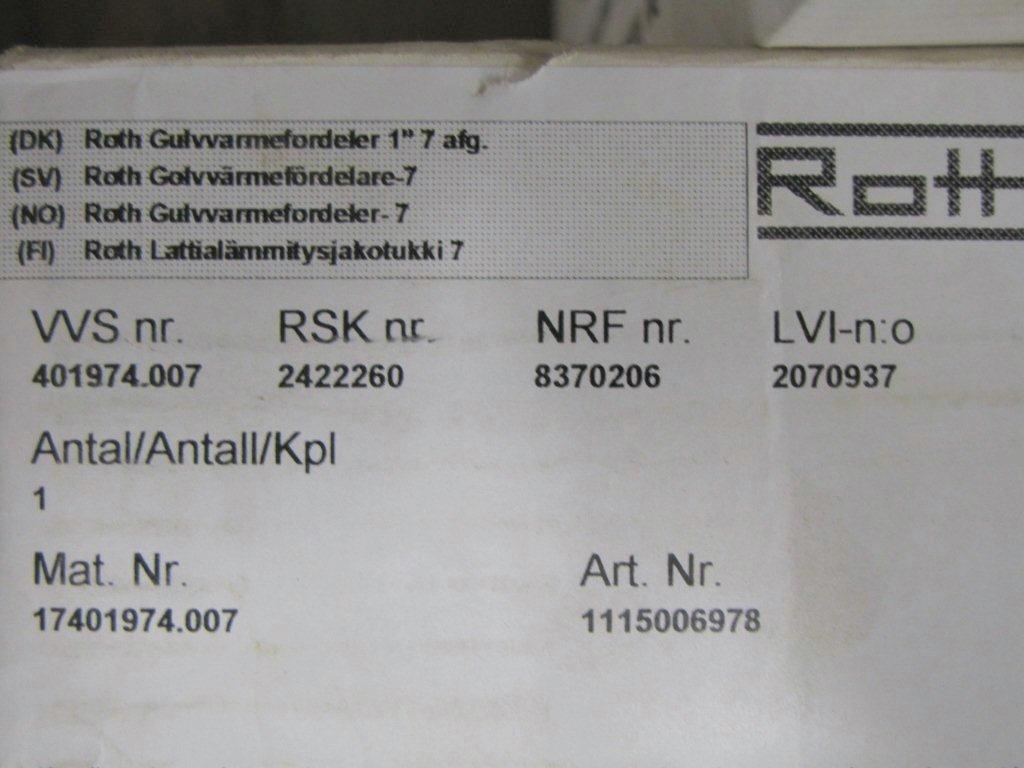 (DK) Roth Gulvvarmefordeler 1" 7 afg.
(SV) Roth Golvvärmefördelare-7
(NO) Roth Gulvvarmefordeler- 7
(FI) Roth Lattialämmitysjakotukki 7
Roth
VVS nr. RSK nr. NRF nr. LVI-n:o
401974.007 2422260 8370206 2070937
Antal/Antall/Kpl
1
Mat. Nr. Art. Nr.
17401974.007 1115006978